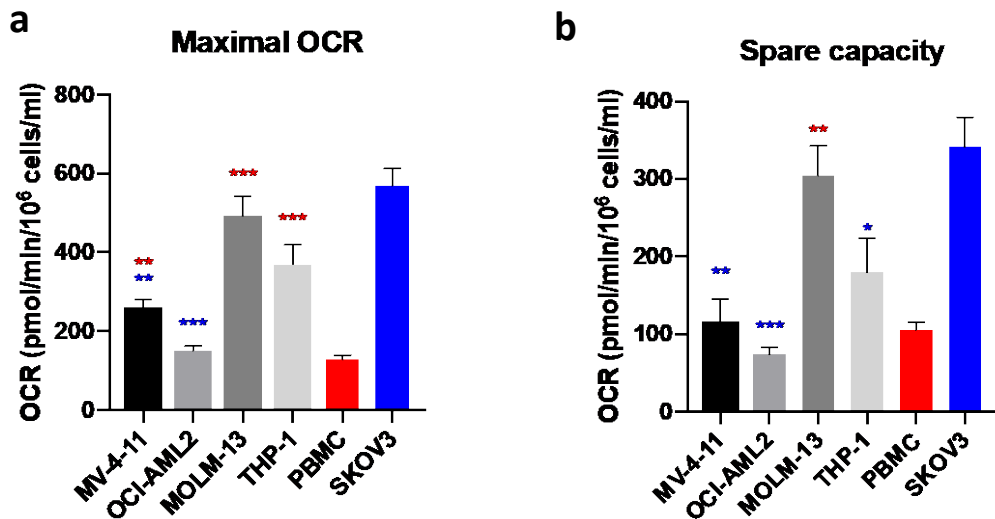 a
Maximal OCR
OCR (pmol/min/10⁶ cells/ml)
800
600
400
200
0
**
**
***
***
***
MV-4-11
OCI-AML2
MOLM-13
THP-1
PBMC
SKOV3
b
Spare capacity
OCR (pmol/min/10⁶ cells/ml)
400
300
200
100
0
**
***
**
*
MV-4-11
OCI-AML2
MOLM-13
THP-1
PBMC
SKOV3